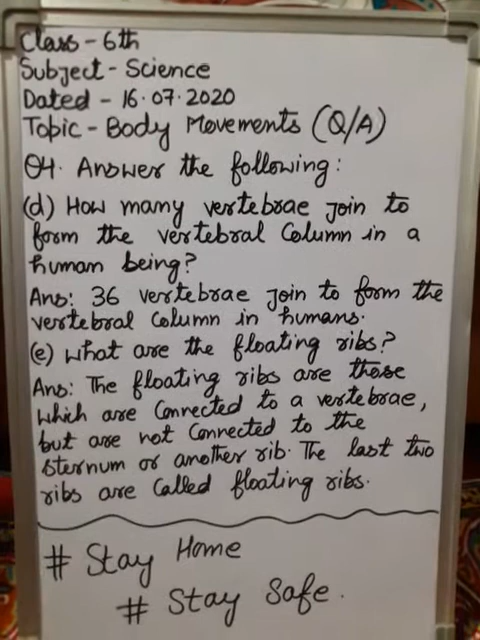 Class - 6th
Subject - Science
Dated - 16.07.2020
Topic - Body Movements (Q/A)
Q4. Answer the following:
(d) How many vertebrae join to
form the vertebral column in a
human being?
Ans: 36 vertebrae join to form the
vertebral column in humans.
(e) What are the floating ribs?
Ans: The floating ribs are those
which are connected to a vertebrae,
but are not connected to the
sternum or another rib. The last two
ribs are called floating ribs.
# Stay Home
# Stay Safe.